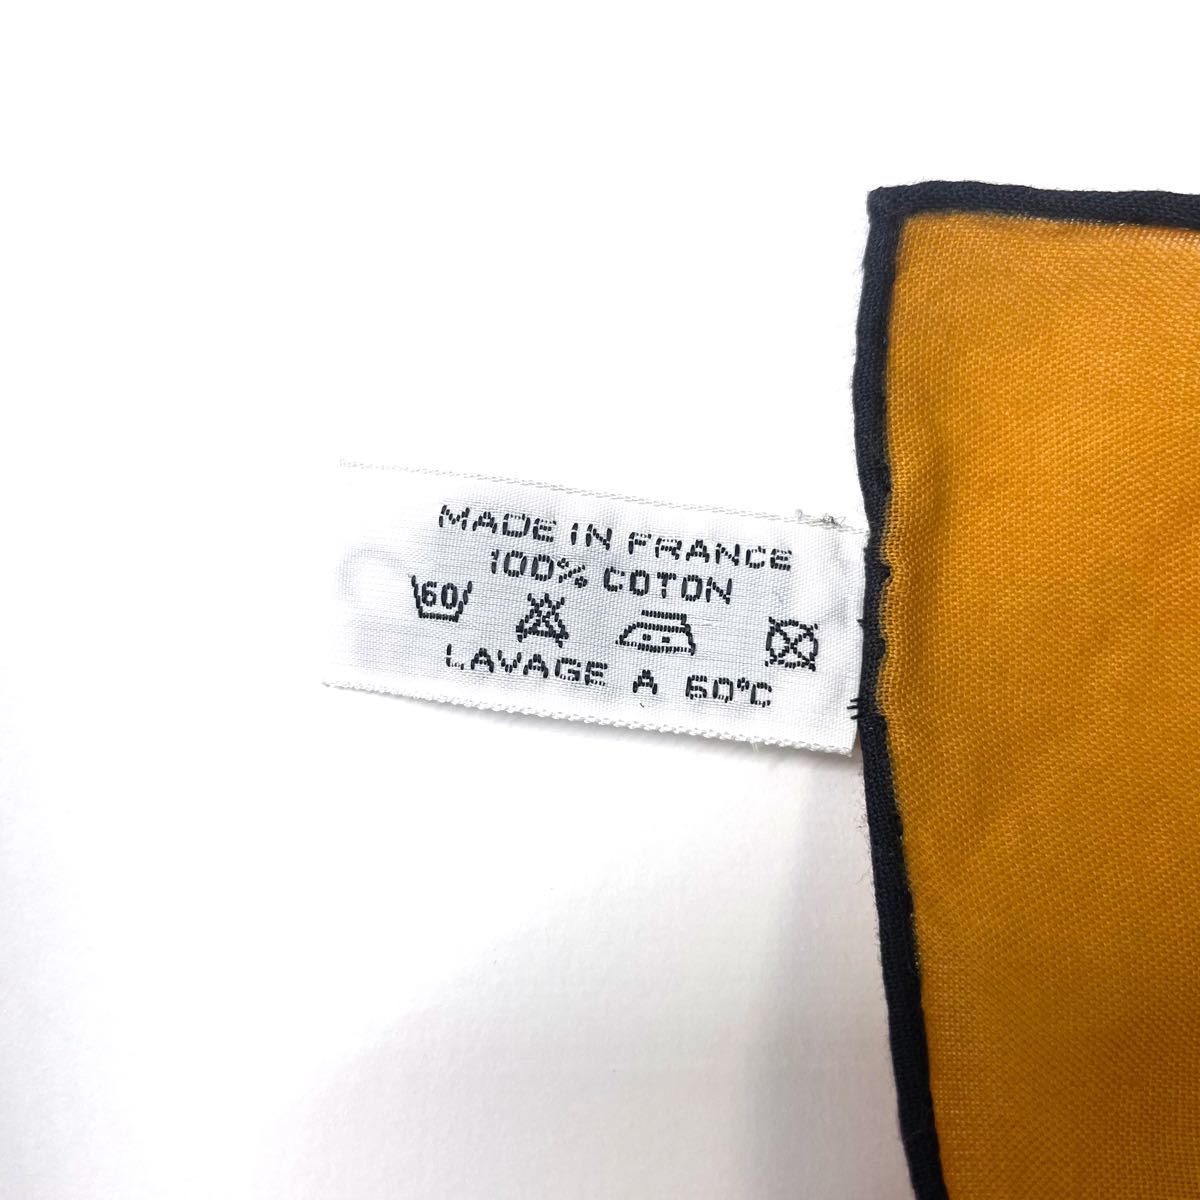 MADE IN FRANCE
100% COTON
60
LAVAGE A 60°C